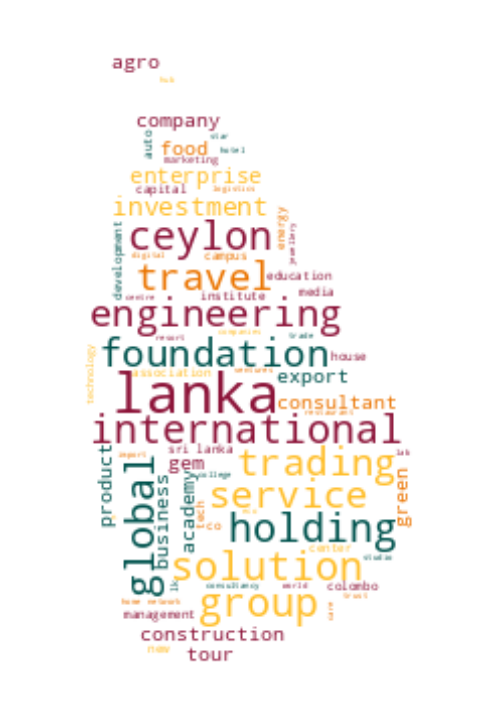 agro
hub
company
star
auto
food
hotel
marketing
enterprise
capital
logistics
investment
energy
jewellery
development
ceylon
digital
campus
travel
education
centre
institute
media
engineering
companies
resort
trade
foundation
house
technology
association
ventures
export
lanka
consultant
restaurant
international
sri lanka
import
lab
gem
trading
product
global
business
academy
college
tech
service
green
eco
co
holding
center
studio
solution
lk
consultancy
world
colombo
trust
home
network
group
care
management
construction
new
tour